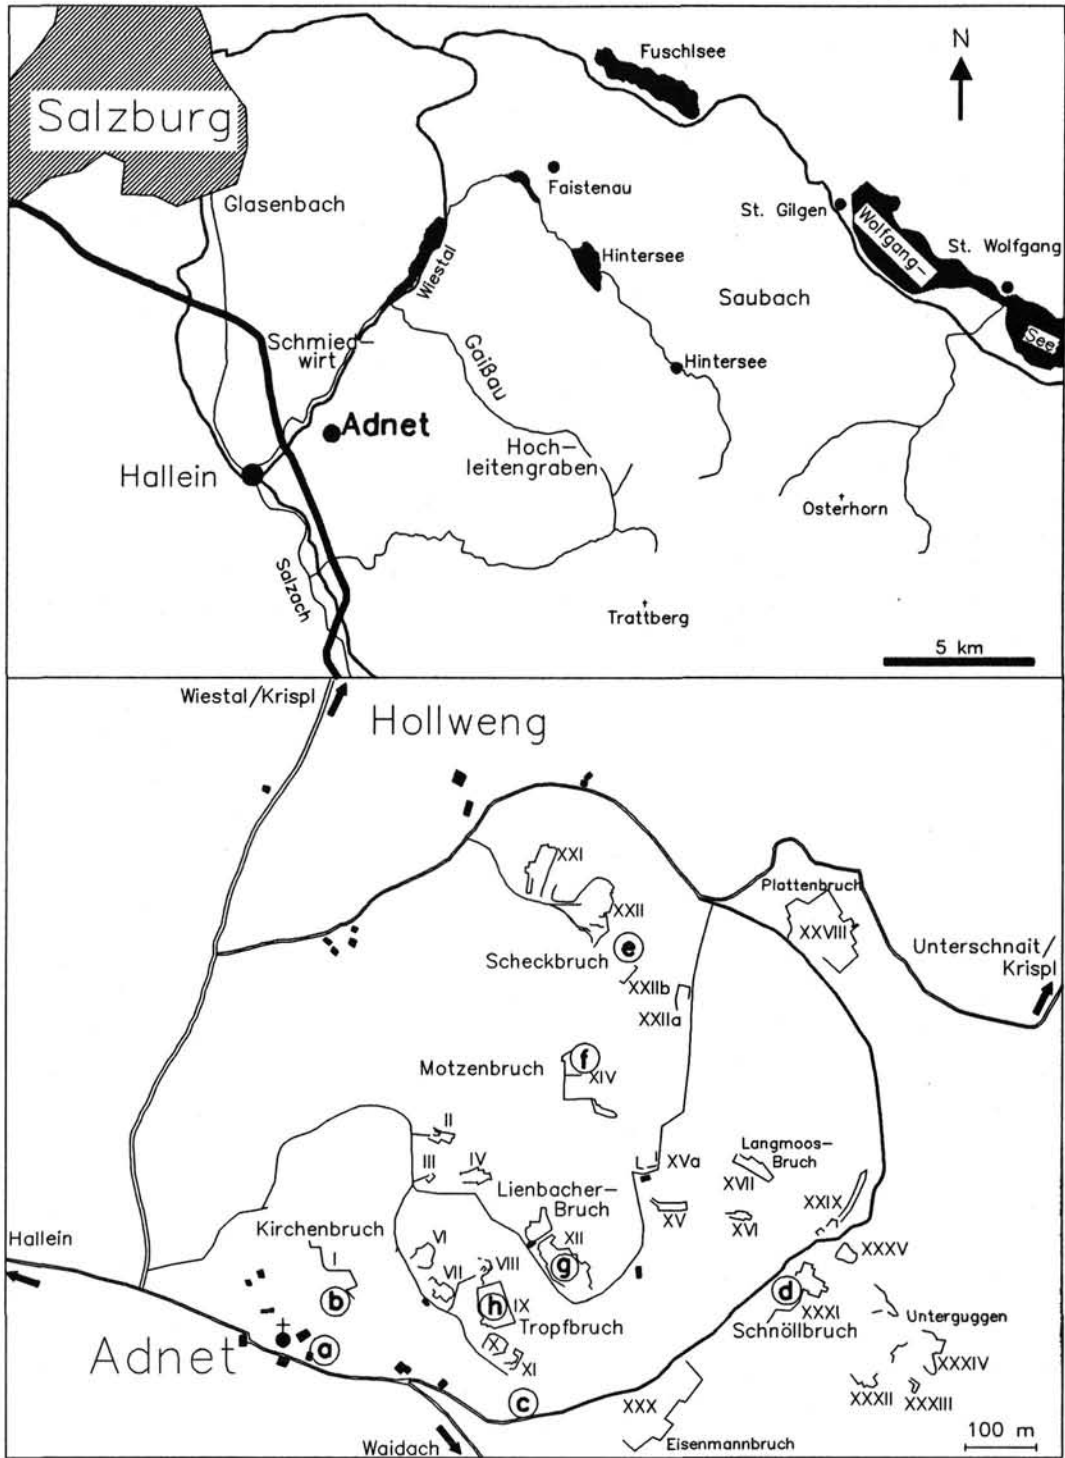 N
Fuschlsee
Salzburg
Faistenau
Glasenbach
St. Gilgen
Wolfgang-
St. Wolfgang
Wiestal
Hintersee
Saubach
See
Schmied-
wirt
Gaißau
Hintersee
Adnet
Hoch-
leitengraben
Hallein
Osterhorn
Salzach
Trattberg
5 km
Wiestal/Krispl
Hollweng
XXI
Plattenbruch
XXII
XXVIII
Unterschnait/
Krispl
Scheckbruch
e
XXIIb
XXIIa
f
Motzenbruch
XIV
II
III
IV
XVa
Langmoos-
Bruch
XVII
Lienbacher-
Bruch
XXIX
Kirchenbruch
XV
XVI
Hallein
I
VI
XII
XXXV
VII
VIII
g
b
h
IX
d
XXXI
Tropfbruch
Schnöllbruch
Unterguggen
Adnet
a
X
XI
XXXIV
c
XXX
XXXII
XXXIII
Waidach
Eisenmannbruch
100 m